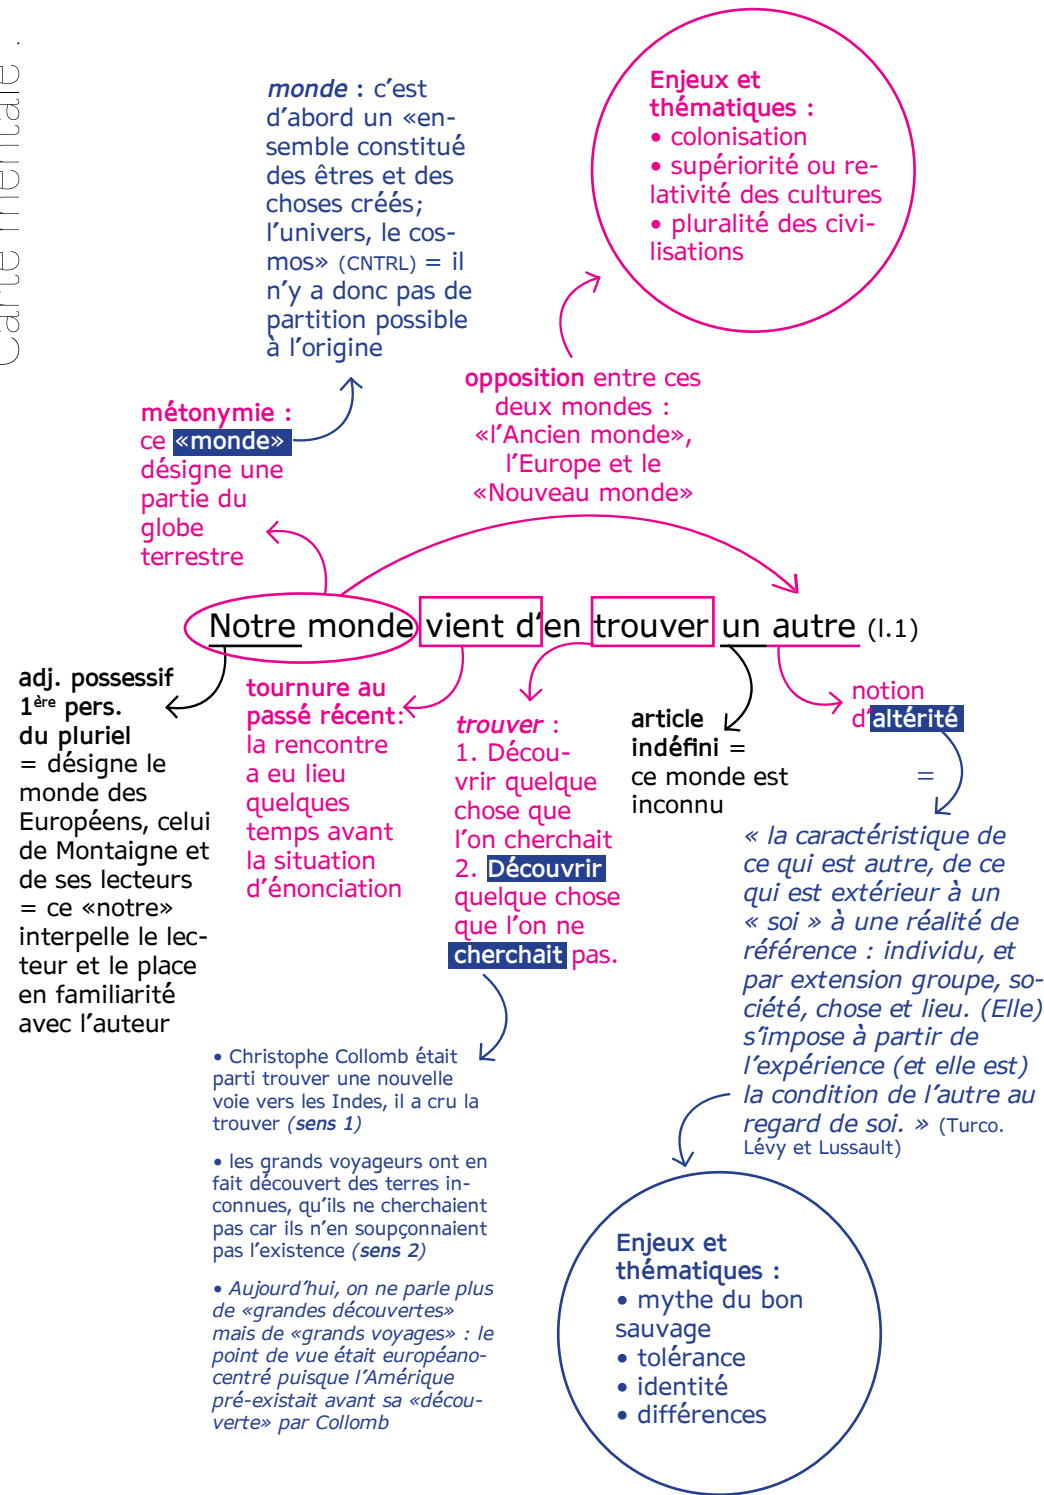 Carte mentale :
monde : c'est
d'abord un «en-
semble constitué
des êtres et des
choses créés;
l'univers, le cos-
mos» (CNTRL) = il
n'y a donc pas de
partition possible
à l'origine
Enjeux et
thématiques :
• colonisation
• supériorité ou re-
lativité des cultures
• pluralité des civi-
lisations
opposition entre ces
deux mondes :
«l'Ancien monde»,
l'Europe et le
«Nouveau monde»
métonymie :
ce «monde»
désigne une
partie du
globe
terrestre
Notre monde vient d'en trouver un autre (l.1)
adj. possessif
1ère pers.
du pluriel
= désigne le
monde des
Européens, celui
de Montaigne et
de ses lecteurs
= ce «notre»
interpelle le lec-
teur et le place
en familiarité
avec l'auteur
tournure au
passé récent:
la rencontre
a eu lieu
quelques
temps avant
la situation
d'énonciation
trouver :
1. Décou-
vrir quelque
chose que
l'on cherchait
2. Découvrir
quelque chose
que l'on ne
cherchait pas.
article
indéfini =
ce monde est
inconnu
notion
d'altérité
=
« la caractéristique de
ce qui est autre, de ce
qui est extérieur à un
« soi » à une réalité de
référence : individu, et
par extension groupe, so-
ciété, chose et lieu. (Elle)
s'impose à partir de
l'expérience (et elle est)
la condition de l'autre au
regard de soi. » (Turco.
Lévy et Lussault)
• Christophe Collomb était
parti trouver une nouvelle
voie vers les Indes, il a cru la
trouver (sens 1)
• les grands voyageurs ont en
fait découvert des terres in-
connues, qu'ils ne cherchaient
pas car ils n'en soupçonnaient
pas l'existence (sens 2)
• Aujourd'hui, on ne parle plus
de «grandes découvertes»
mais de «grands voyages» : le
point de vue était européano-
centré puisque l'Amérique
pré-existait avant sa «décou-
verte» par Collomb
Enjeux et
thématiques :
• mythe du bon
sauvage
• tolérance
• identité
• différences